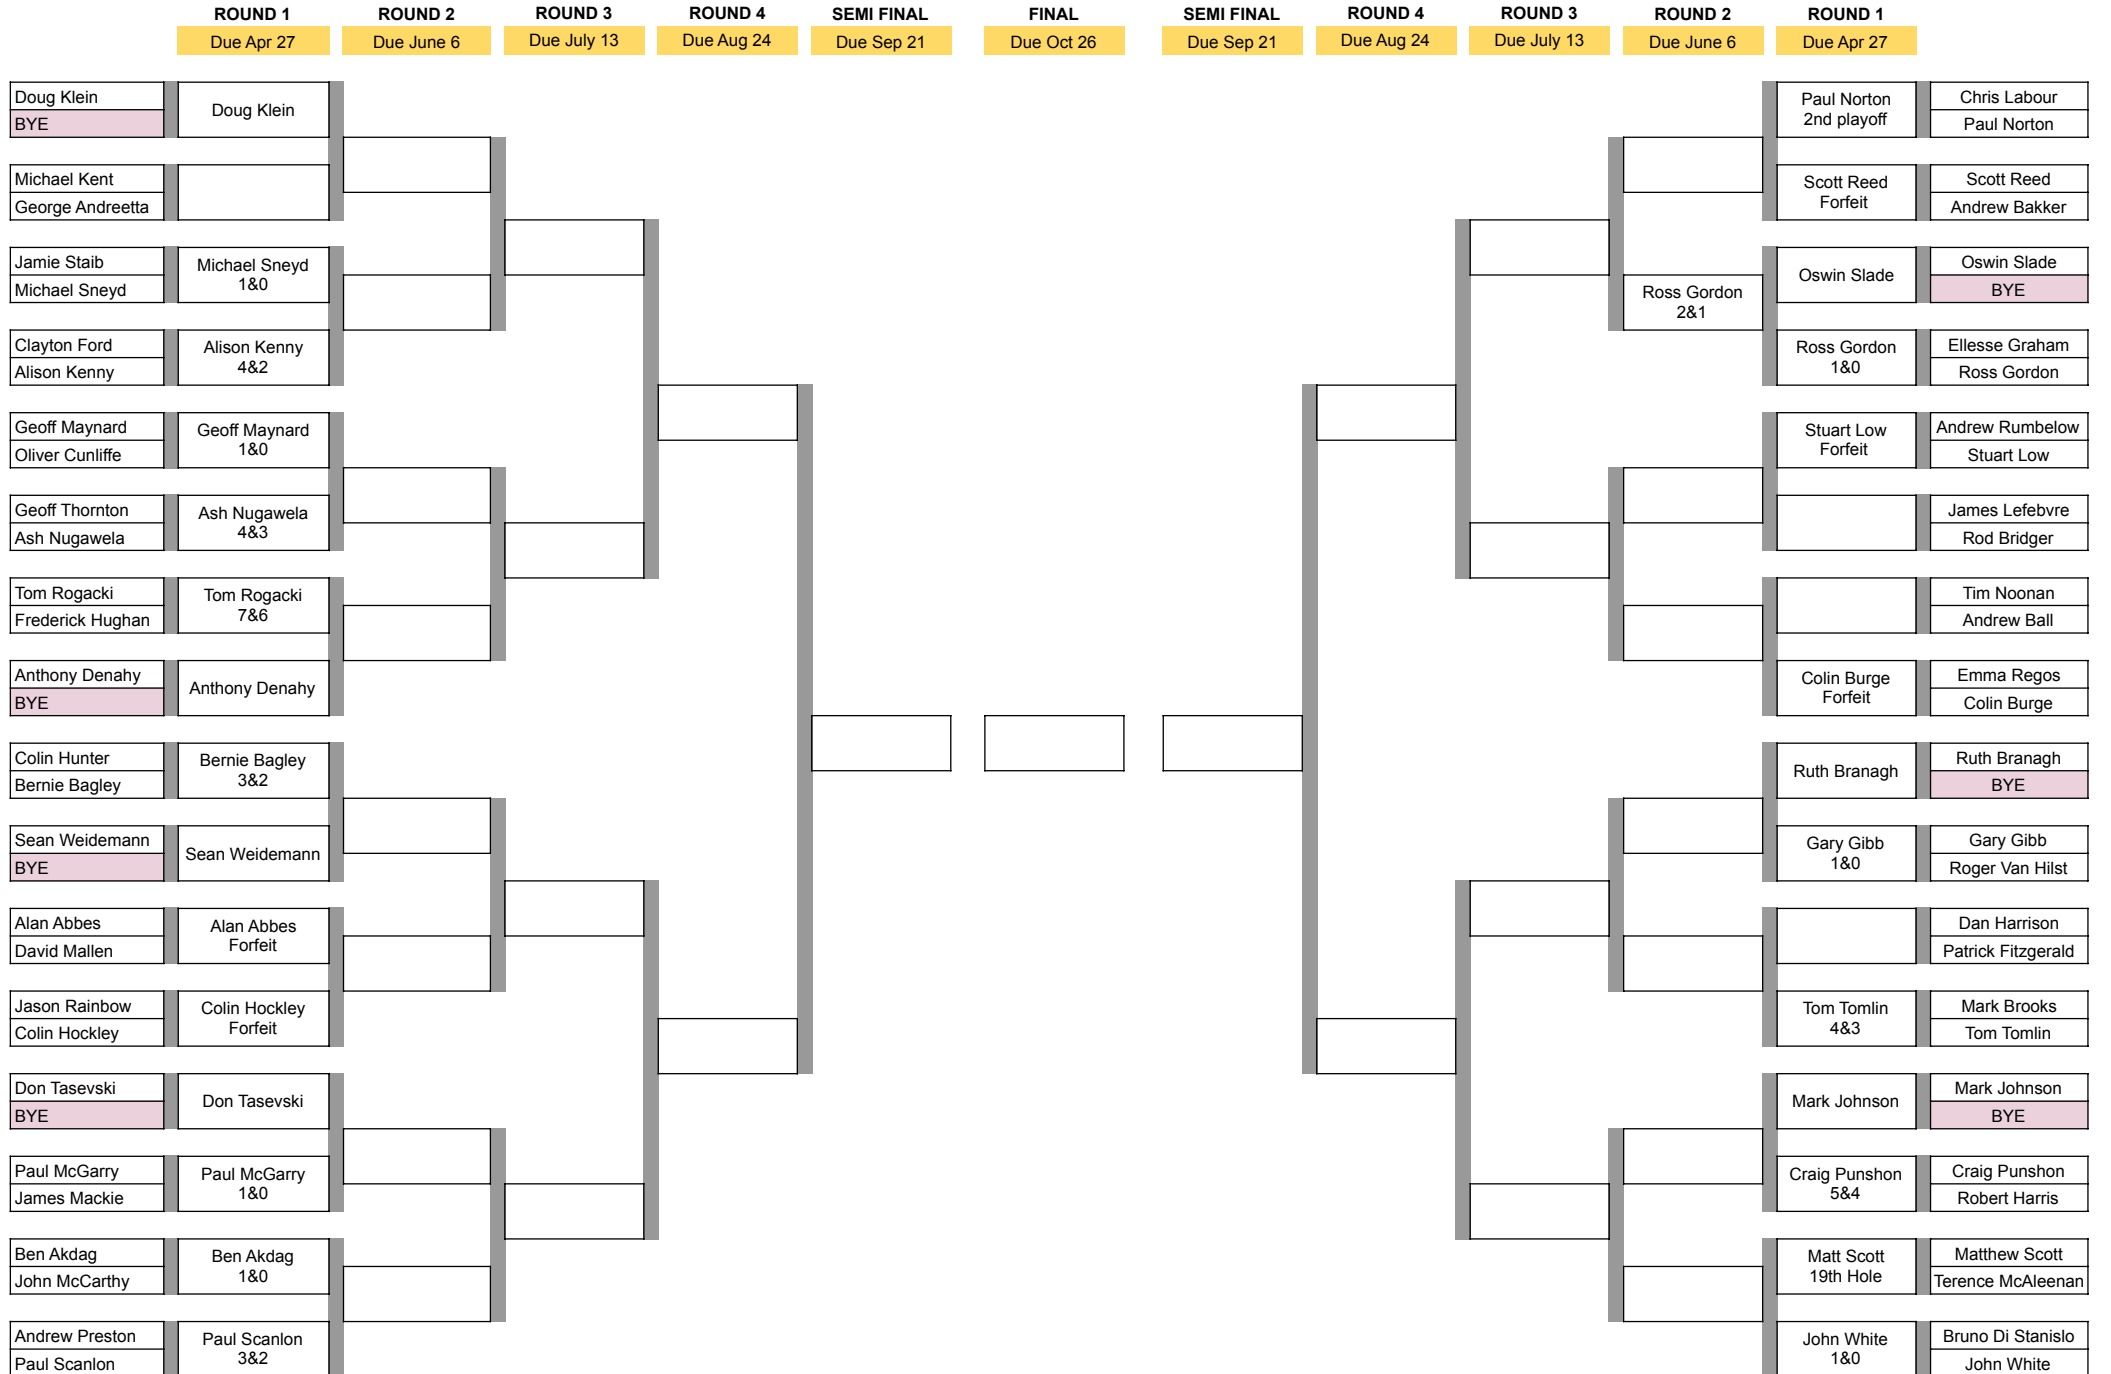 ROUND 1
ROUND 2
ROUND 3
ROUND 4
SEMI FINAL
FINAL
SEMI FINAL
ROUND 4
ROUND 3
ROUND 2
ROUND 1
Due Apr 27
Due June 6
Due July 13
Due Aug 24
Due Sep 21
Due Oct 26
Due Sep 21
Due Aug 24
Due July 13
Due June 6
Due Apr 27
Doug Klein
BYE
Doug Klein
Michael Kent
George Andreetta
Jamie Staib
Michael Sneyd
Michael Sneyd
1&0
Clayton Ford
Alison Kenny
Alison Kenny
4&2
Geoff Maynard
Oliver Cunliffe
Geoff Maynard
1&0
Geoff Thornton
Ash Nugawela
Ash Nugawela
4&3
Tom Rogacki
Frederick Hughan
Tom Rogacki
7&6
Anthony Denahy
BYE
Anthony Denahy
Colin Hunter
Bernie Bagley
Bernie Bagley
3&2
Sean Weidemann
BYE
Sean Weidemann
Alan Abbes
David Mallen
Alan Abbes
Forfeit
Jason Rainbow
Colin Hockley
Colin Hockley
Forfeit
Don Tasevski
BYE
Don Tasevski
Paul McGarry
James Mackie
Paul McGarry
1&0
Ben Akdag
John McCarthy
Ben Akdag
1&0
Andrew Preston
Paul Scanlon
Paul Scanlon
3&2
Ross Gordon
2&1
Paul Norton
2nd playoff
Chris Labour
Paul Norton
Scott Reed
Forfeit
Scott Reed
Andrew Bakker
Oswin Slade
Oswin Slade
BYE
Ross Gordon
1&0
Ellesse Graham
Ross Gordon
Stuart Low
Forfeit
Andrew Rumbelow
Stuart Low
James Lefebvre
Rod Bridger
Tim Noonan
Andrew Ball
Colin Burge
Forfeit
Emma Regos
Colin Burge
Ruth Branagh
Ruth Branagh
BYE
Gary Gibb
1&0
Gary Gibb
Roger Van Hilst
Dan Harrison
Patrick Fitzgerald
Tom Tomlin
4&3
Mark Brooks
Tom Tomlin
Mark Johnson
Mark Johnson
BYE
Craig Punshon
5&4
Craig Punshon
Robert Harris
Matt Scott
19th Hole
Matthew Scott
Terence McAleenan
John White
1&0
Bruno Di Stanislo
John White